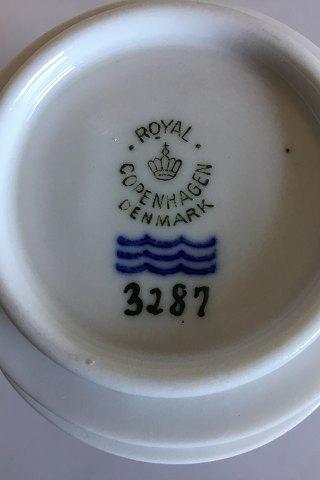 ROYAL
COPENHAGEN
DENMARK
3287